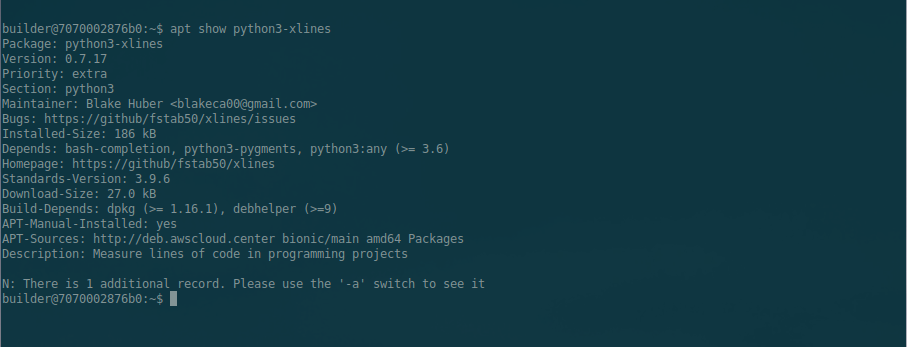 builder@7070002876b0:~$ apt show python3-xlines
Package: python3-xlines
Version: 0.7.17
Priority: extra
Section: python3
Maintainer: Blake Huber <blakeca00@gmail.com>
Bugs: https://github/fstab50/xlines/issues
Installed-Size: 186 kB
Depends: bash-completion, python3-pygments, python3:any (>= 3.6)
Homepage: https://github/fstab50/xlines
Standards-Version: 3.9.6
Download-Size: 27.0 kB
Build-Depends: dpkg (>= 1.16.1), debhelper (>=9)
APT-Manual-Installed: yes
APT-Sources: http://deb.awscloud.center bionic/main amd64 Packages
Description: Measure lines of code in programming projects
N: There is 1 additional record. Please use the '-a' switch to see it
builder@7070002876b0:~$